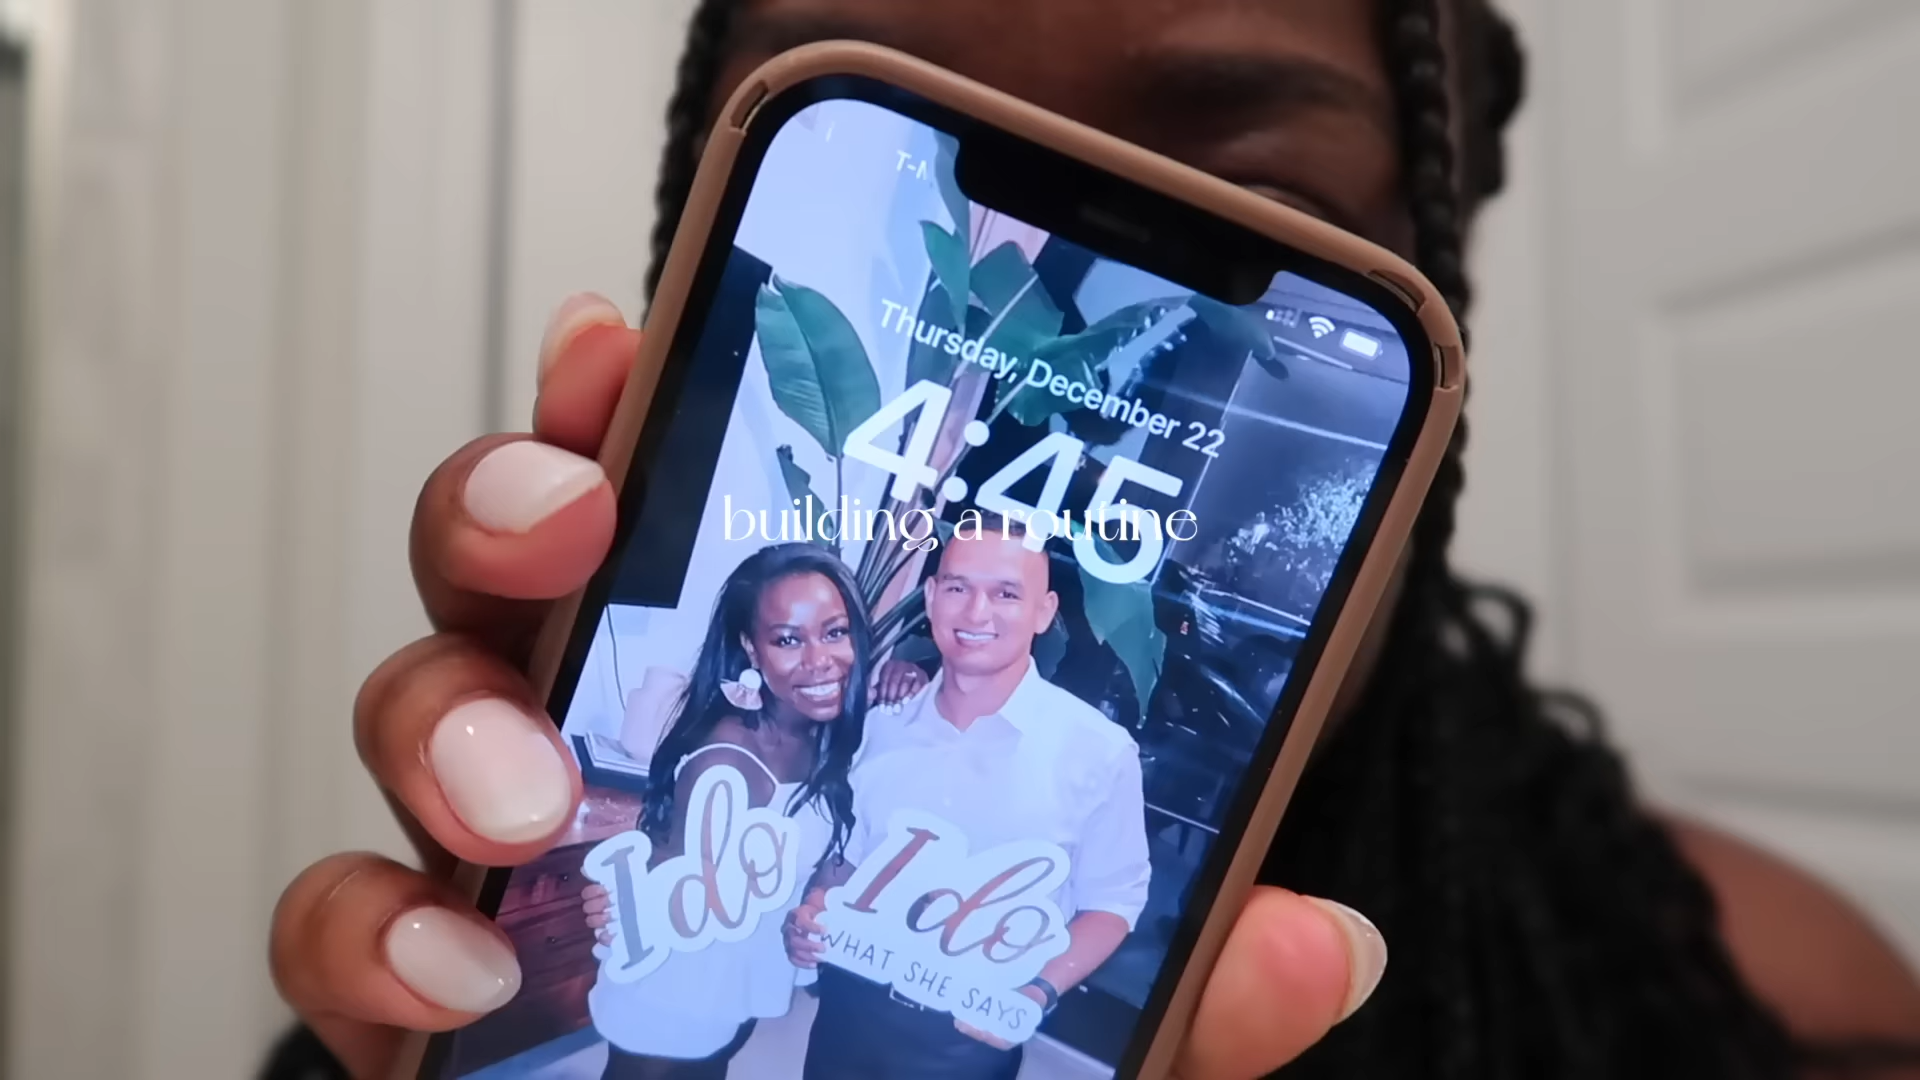 T-M
Thursday, December 22
4:45
building a routine
I do
I do
WHAT SHE SAYS